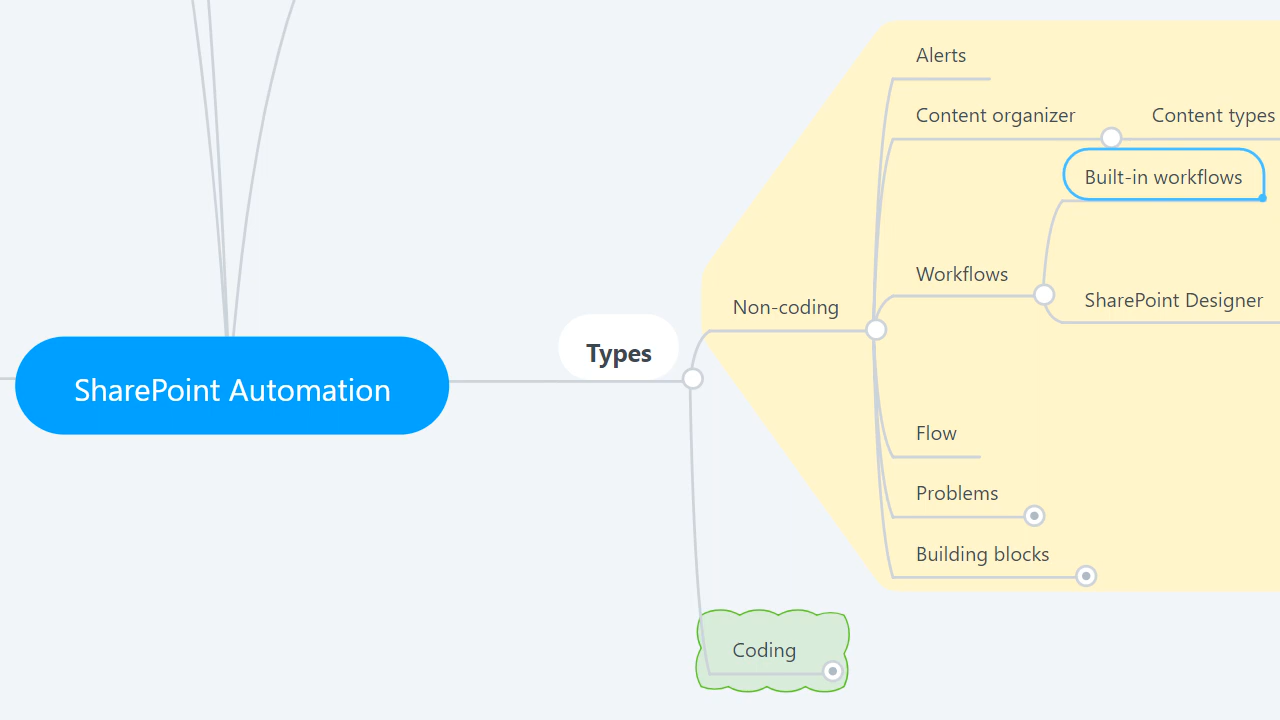 Alerts
Content organizer
Content types
Built-in workflows
Workflows
SharePoint Designer
Non-coding
Types
SharePoint Automation
Flow
Problems
Building blocks
Coding